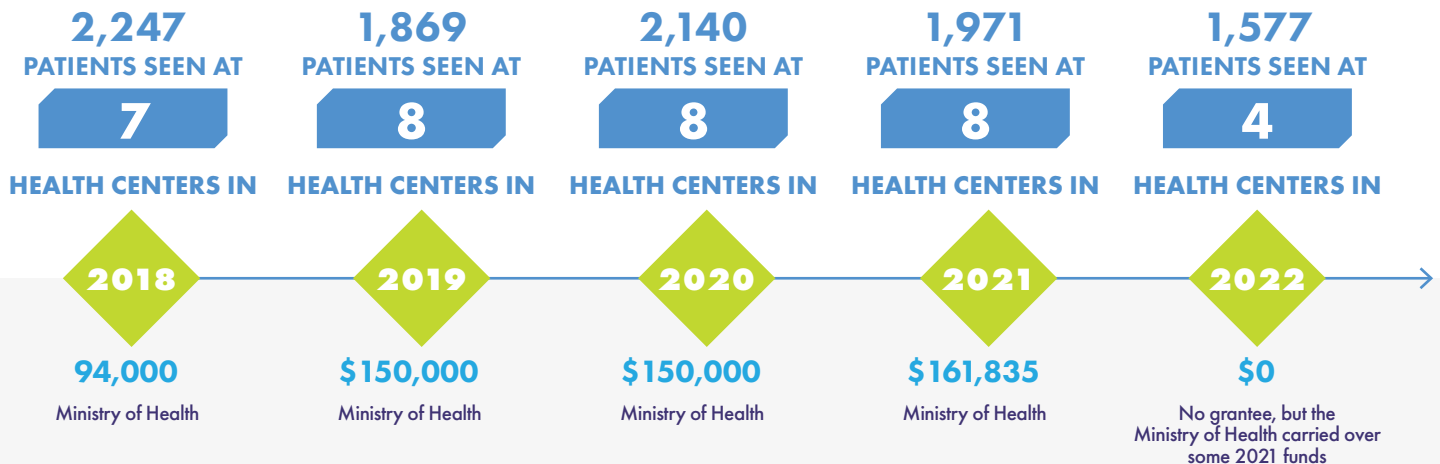 2,247
PATIENTS SEEN AT
7
HEALTH CENTERS IN
2018
94,000
Ministry of Health
1,869
PATIENTS SEEN AT
8
HEALTH CENTERS IN
2019
$150,000
Ministry of Health
2,140
PATIENTS SEEN AT
8
HEALTH CENTERS IN
2020
$150,000
Ministry of Health
1,971
PATIENTS SEEN AT
8
HEALTH CENTERS IN
2021
$161,835
Ministry of Health
1,577
PATIENTS SEEN AT
4
HEALTH CENTERS IN
2022
$0
No grantee, but the
Ministry of Health carried over
some 2021 funds